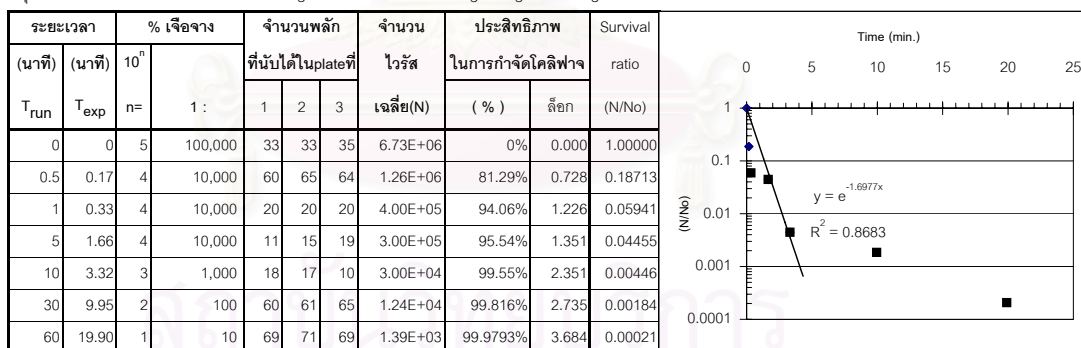 ระยะเวลา % เจือจาง จำนวนพลัก จำนวน ประสิทธิภาพ Survival
(นาที) (นาที) 10^n ที่นับได้ในplateที่ ไวรัส ในการกำจัดโคลิฟาจ ratio
Trun Texp n= 1 : 1 2 3 เฉลี่ย(N) ( % ) ล็อก (N/No)
0 0 5 100,000 33 33 35 6.73E+06 0% 0.000 1.00000
0.5 0.17 4 10,000 60 65 64 1.26E+06 81.29% 0.728 0.18713
1 0.33 4 10,000 20 20 20 4.00E+05 94.06% 1.226 0.05941
5 1.66 4 10,000 11 15 19 3.00E+05 95.54% 1.351 0.04455
10 3.32 3 1,000 18 17 10 3.00E+04 99.55% 2.351 0.00446
30 9.95 2 100 60 61 65 1.24E+04 99.816% 2.735 0.00184
60 19.90 1 10 69 71 69 1.39E+03 99.9793% 3.684 0.00021
Time (min.)
0 5 10 15 20 25
1
0.1
0.01
0.001
0.0001
(N/No)
y = e^-1.6977x
R^2 = 0.8683